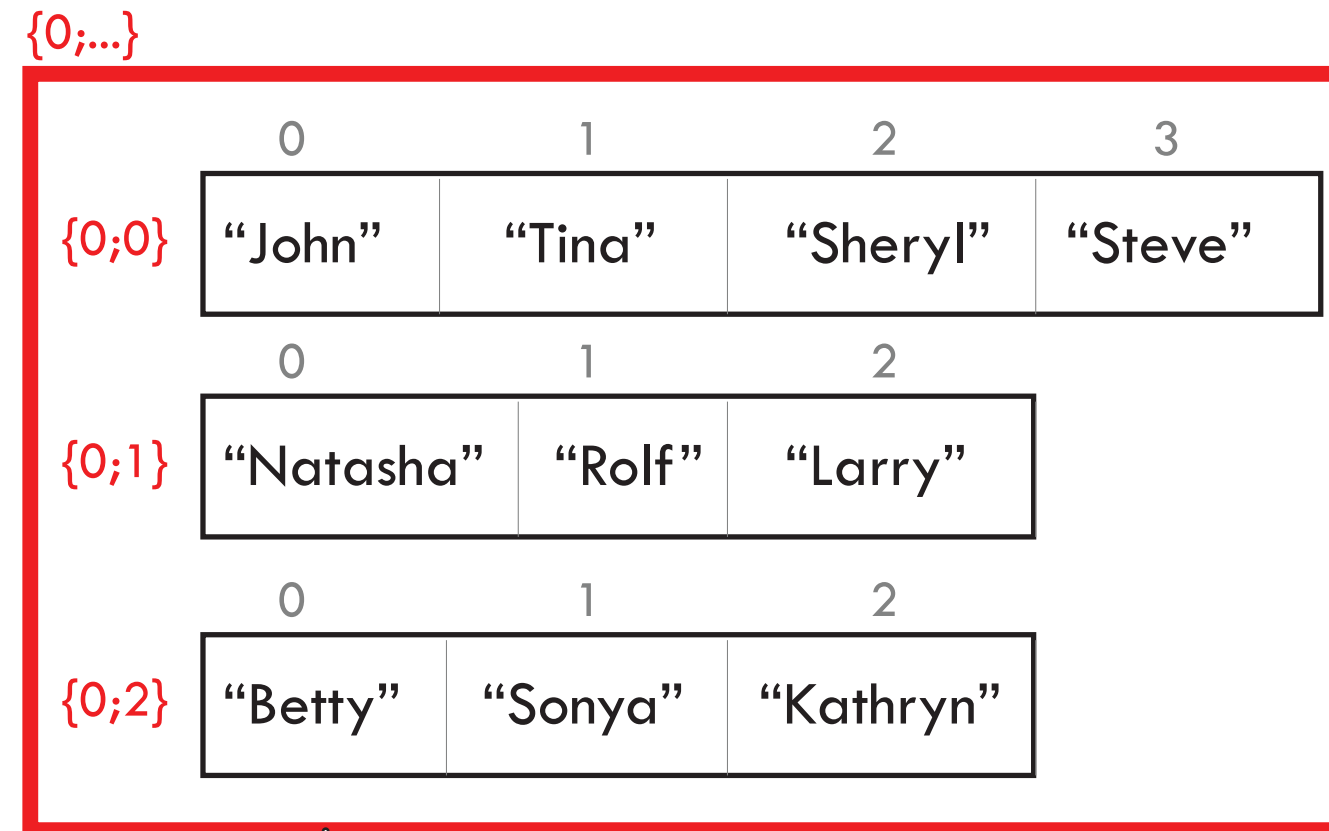 {0;...}
0 1 2 3
{0;0} “John” “Tina” “Sheryl” “Steve”
0 1 2
{0;1} “Natasha” “Rolf” “Larry”
0 1 2
{0;2} “Betty” “Sonya” “Kathryn”